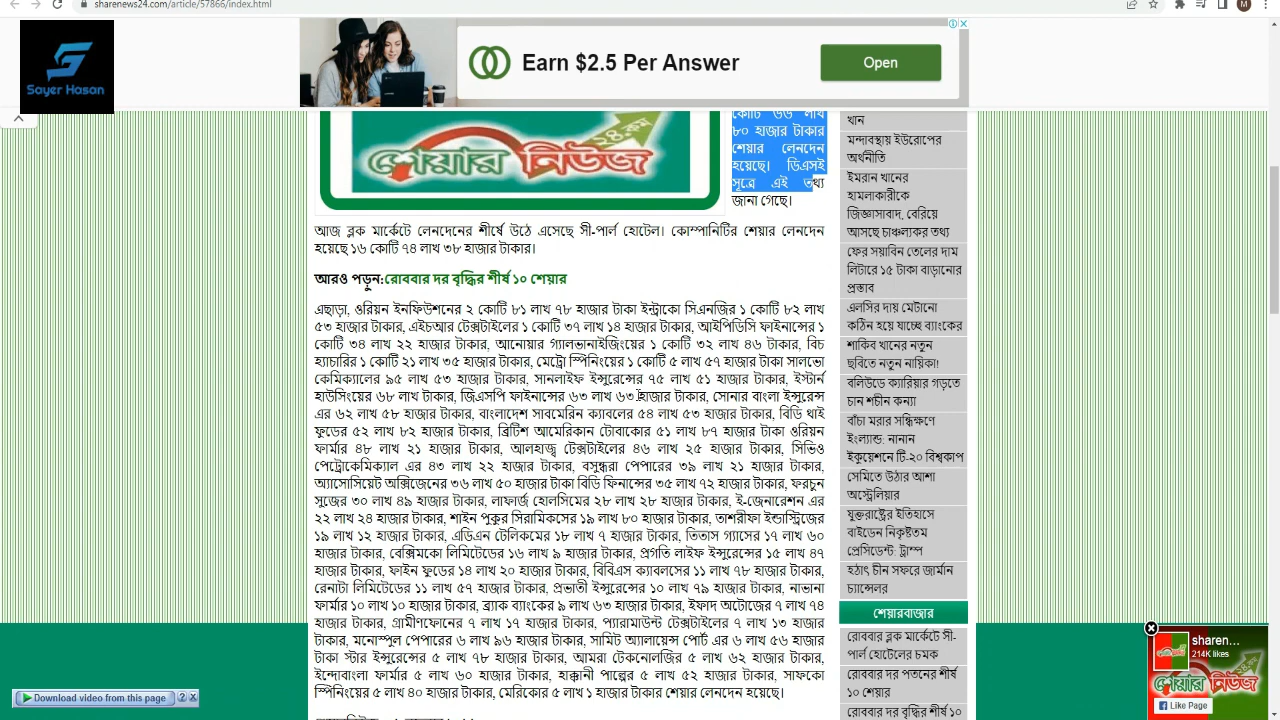 sharenews24.com/article/57866/index.html
M
Sayer Hasan
Earn $2.5 Per Answer
Open
৮০ হাজার টাকার
শেয়ার লেনদেন
হয়েছে। ডিএসই
সূত্রে এই তথ্য
জানা গেছে।
শেয়ার নিউজ
২৪.কম
আজ ব্লক মার্কেটে লেনদেনের শীর্ষে উঠে এসেছে সী-পার্ল হোটেল। কোম্পানিটির শেয়ার লেনদেন
হয়েছে ১৬ কোটি ৭৪ লাখ ৩৮ হাজার টাকার।
আরও পড়ুন:রোববার দর বৃদ্ধির শীর্ষ ১০ শেয়ার
এছাড়া, ওরিয়ন ইনফিউশনের ২ কোটি ৮১ লাখ ৭৮ হাজার টাকা ইন্ট্রাকো সিএনজির ১ কোটি ৮২ লাখ
৫৩ হাজার টাকার, এইচআর টেক্সটাইলের ১ কোটি ৩৭ লাখ ১৪ হাজার টাকার, আইপিডিসি ফাইনান্সের ১
কোটি ৩৪ লাখ ২২ হাজার টাকার, আনোয়ার গ্যালভানাইজিংয়ের ১ কোটি ৩২ লাখ ৪৬ টাকার, বিচ
হ্যাচারির ১ কোটি ২১ লাখ ৩৫ হাজার টাকার, মেট্রো স্পিনিংয়ের ১ কোটি ৫ লাখ ৫৭ হাজার টাকা সালভো
কেমিক্যালের ৯৫ লাখ ৫৩ হাজার টাকার, সানলাইফ ইন্সুরেন্সের ৭৫ লাখ ৫১ হাজার টাকার, ইস্টার্ন
হাউসিংয়ের ৬৮ লাখ টাকার, জিএসপি ফাইনান্সের ৬৩ লাখ ৬৩ হাজার টাকার, সোনার বাংলা ইন্সুরেন্স
এর ৬২ লাখ ৫৮ হাজার টাকার, বাংলাদেশ সাবমেরিন ক্যাবলের ৫৪ লাখ ৫৩ হাজার টাকার, বিডি থাই
ফুডের ৫২ লাখ ৮২ হাজার টাকার, ব্রিটিশ আমেরিকান টোবাকোর ৫১ লাখ ৮৭ হাজার টাকা ওরিয়ন
ফার্মার ৪৮ লাখ ২১ হাজার টাকার, আলহাজ্ব টেক্সটাইলের ৪৬ লাখ ২৫ হাজার টাকার, সিভিও
পেট্রোকেমিক্যাল এর ৪৩ লাখ ২২ হাজার টাকার, বসুন্ধরা পেপারের ৩৯ লাখ ২১ হাজার টাকার,
অ্যাসোসিয়েট অক্সিজেনের ৩৬ লাখ ৫০ হাজার টাকা বিডি ফিনান্সের ৩৫ লাখ ৭২ হাজার টাকার, ফরচুন
সুজের ৩০ লাখ ৪৯ হাজার টাকার, লাফার্জ হোলসিমের ২৮ লাখ ২৮ হাজার টাকার, ই-জেনারেশন এর
২২ লাখ ২৪ হাজার টাকার, শাইন পুকুর সিরামিকসের ১৯ লাখ ৮০ হাজার টাকার, তাশরীফা ইন্ডাস্ট্রিজের
১৯ লাখ ১২ হাজার টাকার, এডিএন টেলিকমের ১৮ লাখ ৭ হাজার টাকার, তিতাস গ্যাসের ১৭ লাখ ৬০
হাজার টাকার, বেক্সিমকো লিমিটেডের ১৬ লাখ ৯ হাজার টাকার, প্রগতি লাইফ ইন্সুরেন্সের ১৫ লাখ ৪৭
হাজার টাকার, ফাইন ফুডের ১৪ লাখ ২০ হাজার টাকার, বিবিএস ক্যাবলসের ১১ লাখ ৭৮ হাজার টাকার,
রেনাটা লিমিটেডের ১১ লাখ ৫৭ হাজার টাকার, প্রভাতী ইন্সুরেন্সের ১০ লাখ ৭৯ হাজার টাকার, নাভানা
ফার্মার ১০ লাখ ১০ হাজার টাকার, ব্র্যাক ব্যাংকের ৯ লাখ ৬৩ হাজার টাকার, ইফাদ অটোজের ৭ লাখ ৭৪
হাজার টাকার, গ্রামীণফোনের ৭ লাখ ১৭ হাজার টাকার, প্যারামাউন্ট টেক্সটাইলের ৭ লাখ ১৩ হাজার
টাকার, মনোস্পুল পেপারের ৬ লাখ ৯৬ হাজার টাকার, সামিট অ্যালায়েন্স পোর্ট এর ৬ লাখ ৫৬ হাজার
টাকা স্টার ইন্সুরেন্সের ৫ লাখ ৭৮ হাজার টাকার, আমরা টেকনোলজির ৫ লাখ ৬২ হাজার টাকার,
ইন্দোবাংলা ফার্মার ৫ লাখ ৬০ হাজার টাকার, হাক্কানী পাল্পের ৫ লাখ ৫২ হাজার টাকার, সাফকো
স্পিনিংয়ের ৫ লাখ ৪০ হাজার টাকার, মেরিকোর ৫ লাখ ১ হাজার টাকার শেয়ার লেনদেন হয়েছে।
খান
মন্দাবস্থায় ইউরোপের
অর্থনীতি
ইমরান খানের
হামলাকারীকে
জিজ্ঞাসাবাদ, বেরিয়ে
আসছে চাঞ্চল্যকর তথ্য
ফের সয়াবিন তেলের দাম
লিটারে ১৫ টাকা বাড়ানোর
প্রস্তাব
এলসির দায় মেটানো
কঠিন হয়ে যাচ্ছে ব্যাংকের
শাকিব খানের নতুন
ছবিতে নতুন নায়িকা!
বলিউডে ক্যারিয়ার গড়তে
চান শচীন কন্যা
বাঁচা মরার সন্ধিক্ষণে
ইংল্যান্ড: নানান
ইকুয়েশনে টি-২০ বিশ্বকাপ
সেমিতে উঠার আশা
অস্ট্রেলিয়ার
যুক্তরাষ্ট্রের ইতিহাসে
বাইডেন নিকৃষ্টতম
প্রেসিডেন্ট: ট্রাম্প
হঠাৎ চীন সফরে জার্মান
চ্যান্সেলর
শেয়ারবাজার
রোববার ব্লক মার্কেটে সী-
পার্ল হোটেলের চমক
রোববার দর পতনের শীর্ষ
১০ শেয়ার
রোববার দর বৃদ্ধির শীর্ষ ১০
Download video from this page
sharen...
214K likes
শেয়ার নিউজ
Like Page